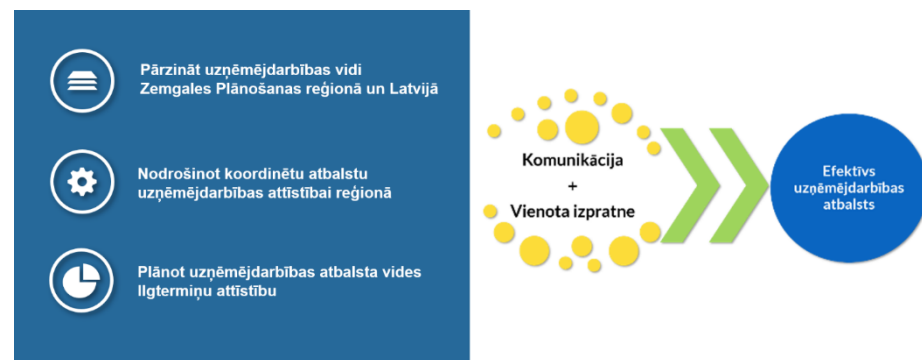 Pārzināt uzņēmējdarbības vidi
Zemgales Plānošanas reģionā un Latvijā
Nodrošinot koordinētu atbalstu
uzņēmējdarbības attīstībai reģionā
Plānot uzņēmējdarbības atbalsta vides
Ilgtermiņu attīstību
Komunikācija
+
Vienota izpratne
Efektīvs
uzņēmējdarbības
atbalsts